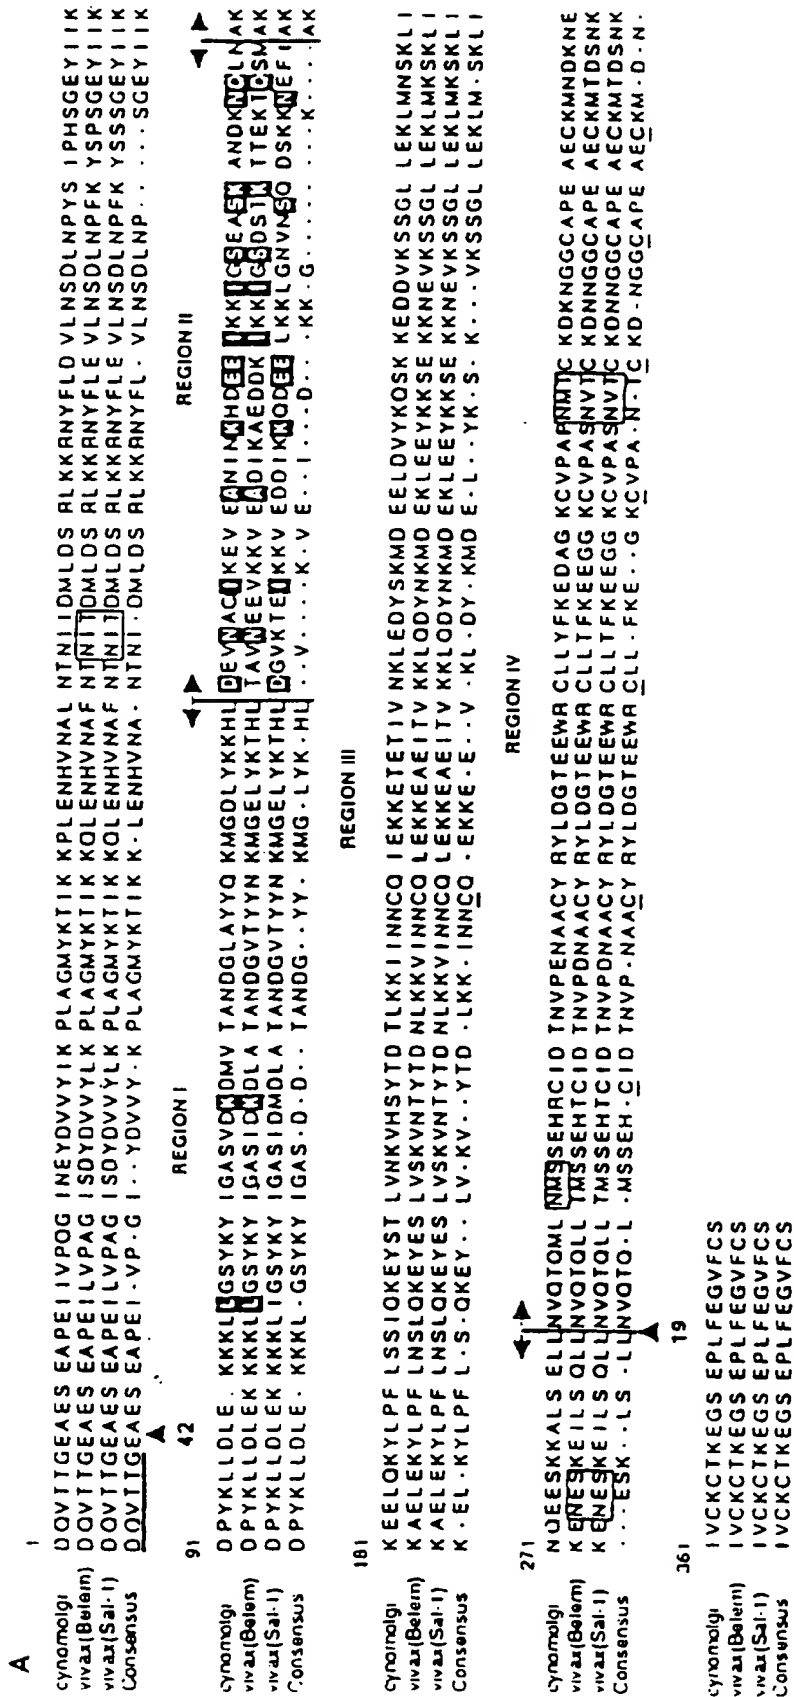 A
1
cynomolgi DQVTTGEAES EAPEIIVPQG INEYDVVYIK PLAGMYKTIK KPLENHVNAL NTNIIDMLDS RLKKRNYFLD VLNSDLNPYS IPHSGEYIIK
vivax(Belem) DQVTTGEAES EAPEILVPAG ISDYDVVYLK PLAGMYKTIK KQLENHVNAF NTNITDMLDS RLKKRNYFLE VLNSDLNPFK YSPSGEYIIK
vivax(Sal-1) DQVTTGEAES EAPEILVPAG ISDYDVVYLK PLAGMYKTIK KQLENHVNAF NTNITDMLDS RLKKRNYFLE VLNSDLNPFK YSSSGEYIIK
Consensus DQVTTGEAES EAPEI-VP-G I--YDVVY-K PLAGMYKTIK K-LENHVNA- NTNI-DMLDS RLKKRNYFL- VLNSDLNP-- ---SGEYIIK
42
REGION I REGION II
91
cynomolgi DPYKLLDLE. KKKLLGSYKY IGASVDKDMV TANDGLAYYQ KMGDLYKKHL DEVNACIKEV EANINKHDEE IKKIGSEASK ANDKNQLNAK
vivax(Belem) DPYKLLDLEK KKKLLGSYKY IGASIDKDLA TANDGVTYYN KMGELYKTHL TAVNEEVKKV EADIKAEDDK IKKIGSDSTK TTEKTQSMAK
vivax(Sal-1) DPYKLLDLEK KKKLIGSYKY IGASIDMDLA TANDGVTYYN KMGELYKTHL DGVKTEIKKV EDDIKKQDEE LKKLGNVNSQ DSKKNEFIAK
Consensus DPYKLLDLE- KKKL-GSYKY IGAS-D-D-- TANDG--YY- KMG-LYK-HL --V----K-V E--I---D-- -KK-G----- ---K----AK
REGION III
181
cynomolgi KEELQKYLPF LSSIQKEYST LVNKVHSYTD TLKKIINNCQ IEKKETETIV NKLEDYSKMD EELDVYKQSK KEDDVKSSGL LEKLMNSKLI
vivax(Belem) KAELEKYLPF LNSLQKEYES LVSKVNTYTD NLKKVINNCQ LEKKEAEITV KKLQDYNKMD EKLEEYKKSE KKNEVKSSGL LEKLMKSKLI
vivax(Sal-1) KAELEKYLPF LNSLQKEYES LVSKVNTYTD NLKKVINNCQ LEKKEAEITV KKLQDYNKMD EKLEEYKKSE KKNEVKSSGL LEKLMKSKLI
Consensus K-EL-KYLPF L-S-QKEY-- LV-KV--YTD -LKK-INNCQ -EKKE-E--V -KL-DY-KMD E-L--YK-S- K---VKSSGL LEKLM-SKLI
REGION IV
271
cynomolgi NQEESKKALS ELLNVQTQML NMSSEHRCID TNVPENAACY RYLDGTEEWR CLLYFKEDAG KCVPAPNMTC KDKNGGCAPE AECKMNDKNE
vivax(Belem) KENESKEILS QLLNVQTQLL TMSSEHTCID TNVPDNAACY RYLDGTEEWR CLLTFKEEGG KCVPASNVTC KDNNGGCAPE AECKMTDSNK
vivax(Sal-1) KENESKEILS QLLNVQTQLL TMSSEHTCID TNVPDNAACY RYLDGTEEWR CLLTFKEEGG KCVPASNVTC KDNNGGCAPE AECKMTDSNK
Consensus ---ESK--LS -LLNVQTQ-L -MSSEH-CID TNVP-NAACY RYLDGTEEWR CLL-FKE--G KCVPA-N-TC KD-NGGCAPE AECKM-D-N-
19
361
cynomolgi IVCKCTKEGS EPLFEGVFCS
vivax(Belem) IVCKCTKEGS EPLFEGVFCS
vivax(Sal-1) IVCKCTKEGS EPLFEGVFCS
Consensus IVCKCTKEGS EPLFEGVFCS